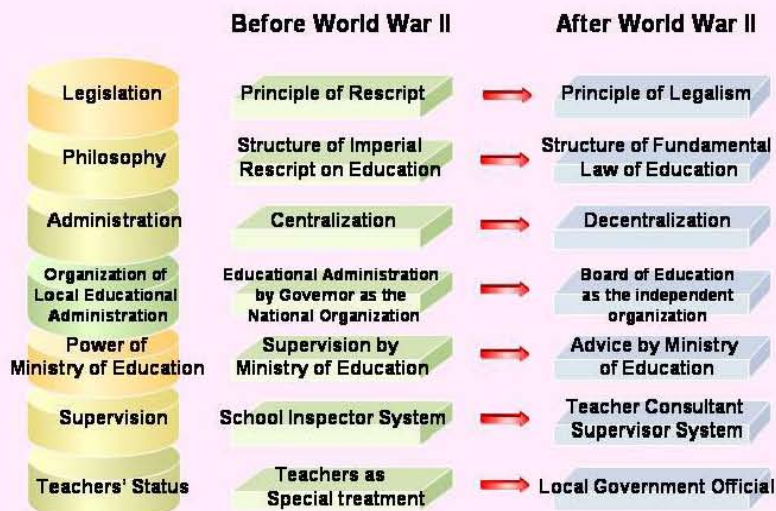 Before World War II
After World War II
Legislation
Principle of Rescript
Principle of Legalism
Philosophy
Structure of Imperial
Rescript on Education
Structure of Fundamental
Law of Education
Administration
Centralization
Decentralization
Organization of
Local Educational
Administration
Educational Administration
by Governor as the
National Organization
Board of Education
as the independent
organization
Power of
Ministry of Education
Supervision by
Ministry of Education
Advice by Ministry
of Education
Supervision
School Inspector System
Teacher Consultant
Supervisor System
Teachers' Status
Teachers as
Special treatment
Local Government Official